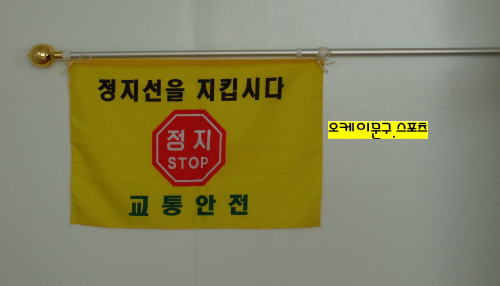 정지선을 지킵시다
정지
STOP
교통안전
오케이문구.스포츠